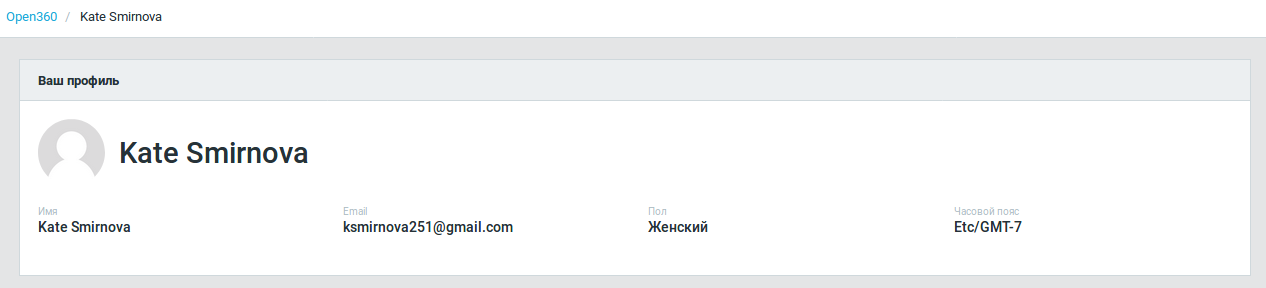 Open360 / Kate Smirnova
Ваш профиль
Kate Smirnova
Имя Email Пол Часовой пояс
Kate Smirnova ksmirnova251@gmail.com Женский Etc/GMT-7